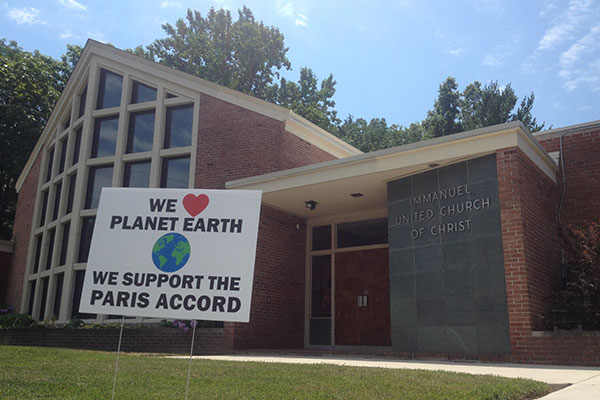 WE ❤
PLANET EARTH
WE SUPPORT THE
PARIS ACCORD
IMMANUEL
UNITED CHURCH
OF CHRIST